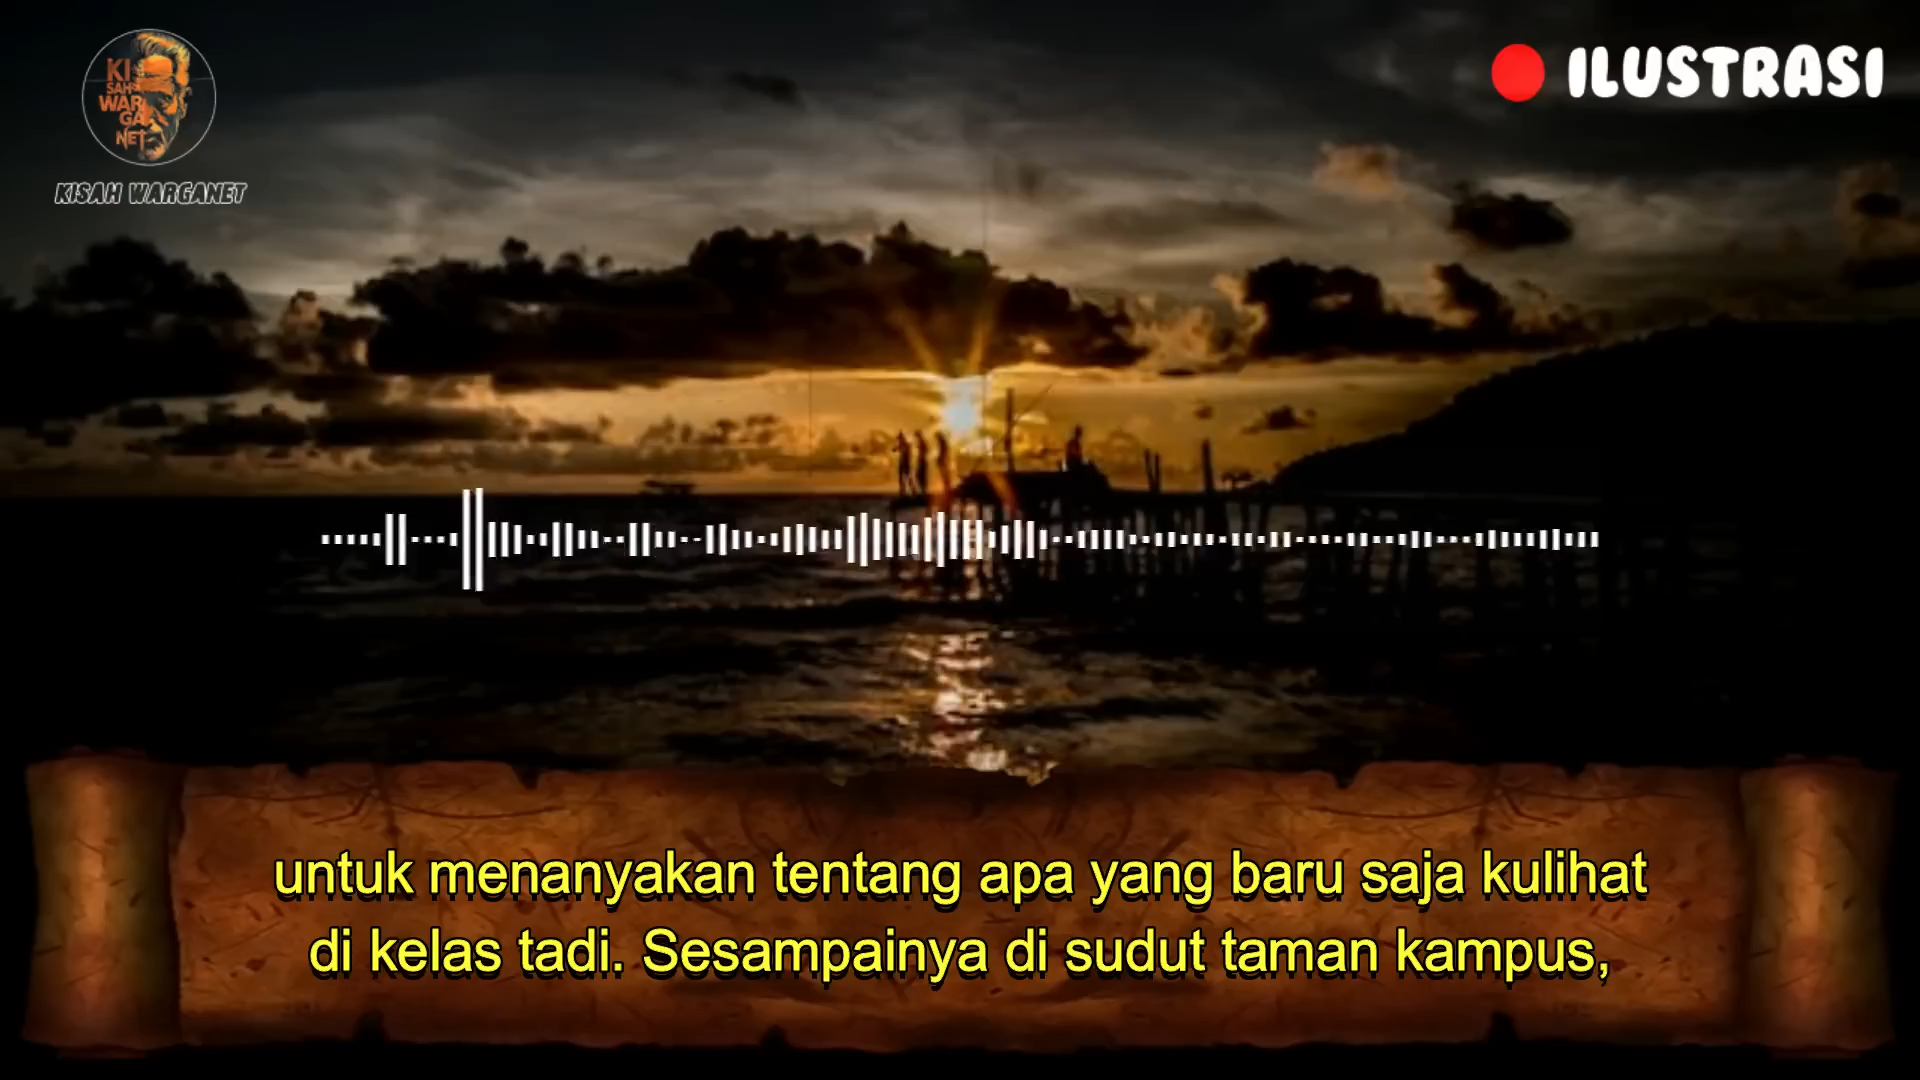 KI
SAH
WAR
GA
NET
KISAH WARGANET
ILUSTRASI
untuk menanyakan tentang apa yang baru saja kulihat
di kelas tadi. Sesampainya di sudut taman kampus,